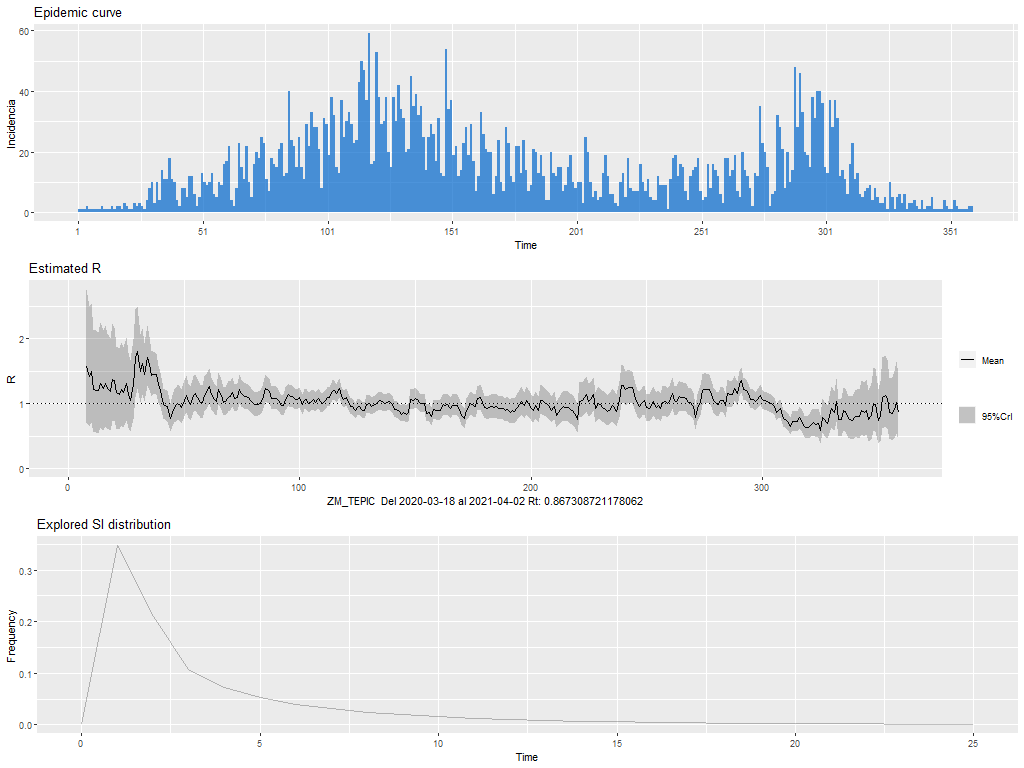 Epidemic curve
Incidencia
60
40
20
0
1 51 101 151 201 251 301 351
Time
Estimated R
R
2
1
0
0 100 200 300
ZM_TEPIC Del 2020-03-18 al 2021-04-02 Rt: 0.867308721178062
Mean
95%CrI
Explored SI distribution
Frequency
0.3
0.2
0.1
0.0
0 5 10 15 20 25
Time